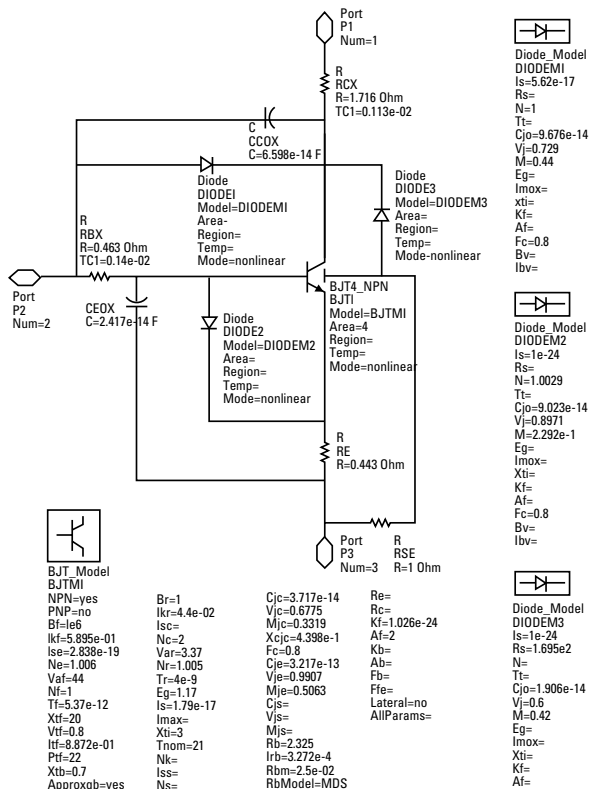 Port
P1
Num=1
R
RCX
R=1.716 Ohm
TC1=0.113e-02
C
CCOX
C=6.598e-14 F
Diode
DIODEI
Model=DIODEMI
Area-
Region=
Temp=
Mode=nonlinear
Diode
DIODE3
Model=DIODEM3
Area=
Region=
Temp=
Mode-nonlinear
R
RBX
R=0.463 Ohm
TC1=0.14e-02
Port
P2
Num=2
CEOX
C=2.417e-14 F
Diode
DIODE2
Model=DIODEM2
Area=
Region=
Temp=
Mode=nonlinear
BJT4_NPN
BJTI
Model=BJTMI
Area=4
Region=
Temp=
Mode=nonlinear
R
RE
R=0.443 Ohm
Port
P3
Num=3
R
RSE
R=1 Ohm
Diode_Model
DIODEMI
Is=5.62e-17
Rs=
N=1
Tt=
Cjo=9.676e-14
Vj=0.729
M=0.44
Eg=
Imox=
xti=
Kf=
Af=
Fc=0.8
Bv=
Ibv=
Diode_Model
DIODEM2
Is=1e-24
Rs=
N=1.0029
Tt=
Cjo=9.023e-14
Vj=0.8971
M=2.292e-1
Eg=
Imox=
Xti=
Kf=
Af=
Fc=0.8
Bv=
Ibv=
Diode_Model
DIODEM3
Is=1e-24
Rs=1.695e2
N=
Tt=
Cjo=1.906e-14
Vj=0.6
M=0.42
Eg=
Imox=
Xti=
Kf=
Af=
BJT_Model
BJTMI
NPN=yes
PNP=no
Bf=le6
Ikf=5.895e-01
Ise=2.838e-19
Ne=1.006
Vaf=44
Nf=1
Tf=5.37e-12
Xtf=20
Vtf=0.8
Itf=8.872e-01
Ptf=22
Xtb=0.7
Approxqb=yes
Br=1
Ikr=4.4e-02
Isc=
Nc=2
Var=3.37
Nr=1.005
Tr=4e-9
Eg=1.17
Is=1.79e-17
Imax=
Xti=3
Tnom=21
Nk=
Iss=
Ns=
Cjc=3.717e-14
Vjc=0.6775
Mjc=0.3319
Xcjc=4.398e-1
Fc=0.8
Cje=3.217e-13
Vje=0.9907
Mje=0.5063
Cjs=
Vjs=
Mjs=
Rb=2.325
Irb=3.272e-4
Rbm=2.5e-02
RbModel=MDS
Re=
Rc=
Kf=1.026e-24
Af=2
Kb=
Ab=
Fb=
Ffe=
Lateral=no
AllParams=